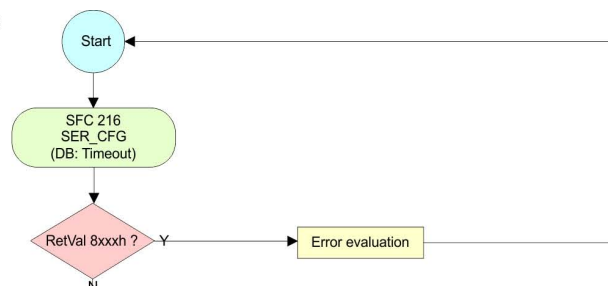 Start
SFC 216
SER_CFG
(DB: Timeout)
RetVal 8xxxh ?
Y
Error evaluation
N